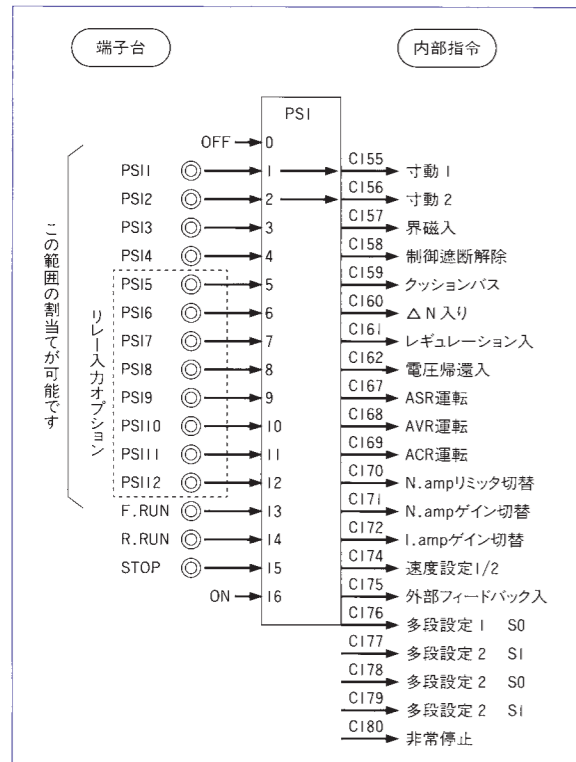 端子台
内部指令
PSI
OFF 0
PSI1 1 C155 寸動1
PSI2 2 C156 寸動2
PSI3 3 C157 界磁入
PSI4 4 C158 制御遮断解除
PSI5 5 C159 クッションバス
PSI6 6 C160 △N入り
PSI7 7 C161 レギュレーション入
PSI8 8 C162 電圧帰還入
PSI9 9 C167 ASR運転
PSI10 10 C168 AVR運転
PSI11 11 C169 ACR運転
PSI12 12 C170 N.ampリミッタ切替
F.RUN 13 C171 N.ampゲイン切替
R.RUN 14 C172 I.ampゲイン切替
STOP 15 C174 速度設定1/2
ON 16 C175 外部フィードバック入
C176 多段設定1 S0
C177 多段設定2 S1
C178 多段設定2 S0
C179 多段設定2 S1
C180 非常停止
この範囲の割当てが可能です
リレー入力オプション